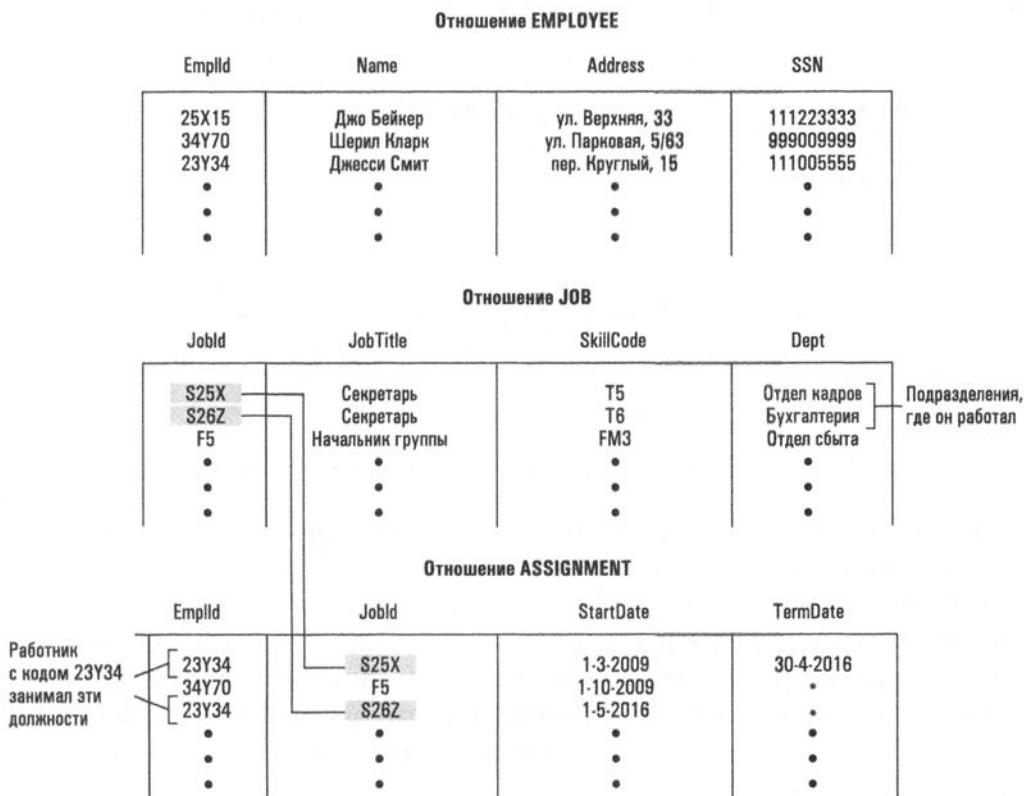 Отношение EMPLOYEE
EmplId Name Address SSN
25X15 Джо Бейкер ул. Верхняя, 33 111223333
34Y70 Шерил Кларк ул. Парковая, 5/63 999009999
23Y34 Джесси Смит пер. Круглый, 15 111005555
Отношение JOB
JobId JobTitle SkillCode Dept
S25X Секретарь T5 Отдел кадров
S26Z Секретарь T6 Бухгалтерия
F5 Начальник группы FM3 Отдел сбыта
Подразделения,
где он работал
Отношение ASSIGNMENT
EmplId JobId StartDate TermDate
Работник
с кодом 23Y34
занимал эти
должности
23Y34 S25X 1-3-2009 30-4-2016
34Y70 F5 1-10-2009 *
23Y34 S26Z 1-5-2016 *